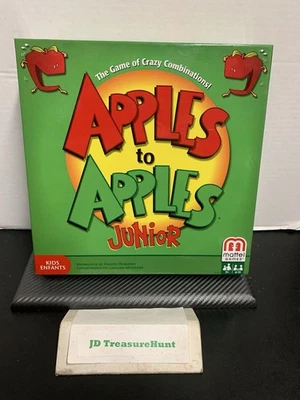 The Game of Crazy Combinations!
APPLES
to
APPLES
JUNIOR
KIDS
ENFANTS
mattel
GAMES
JD TreasureHunt